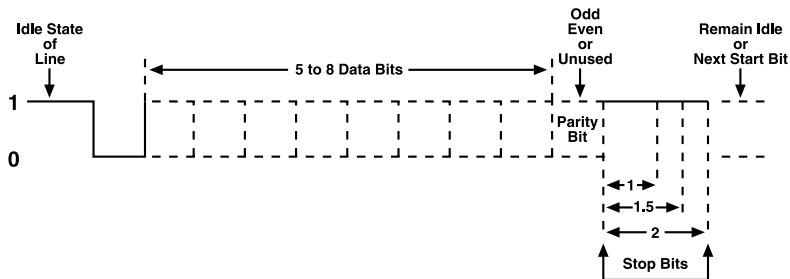 Idle State
of
Line
5 to 8 Data Bits
Odd
Even
or
Unused
Remain Idle
or
Next Start Bit
1
0
Parity
Bit
1
1.5
2
Stop Bits